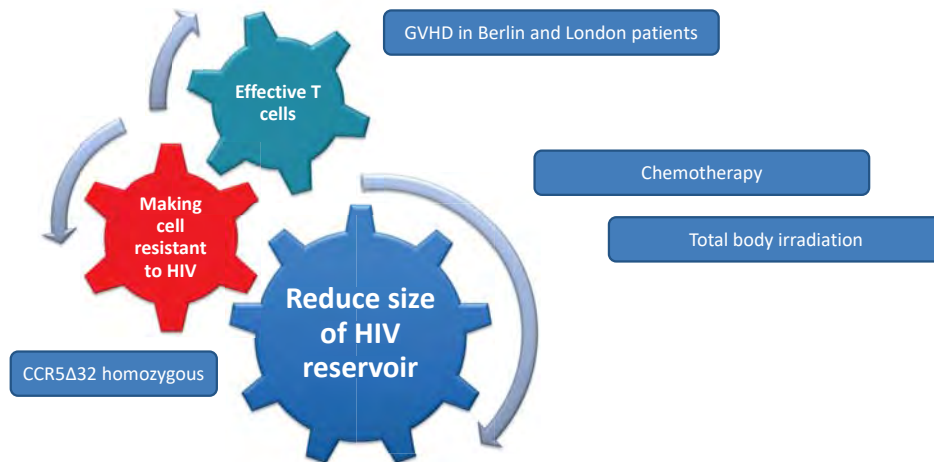 GVHD in Berlin and London patients
Effective T
cells
Chemotherapy
Making
cell
resistant
to HIV
Total body irradiation
Reduce size
of HIV
reservoir
CCR5Δ32 homozygous